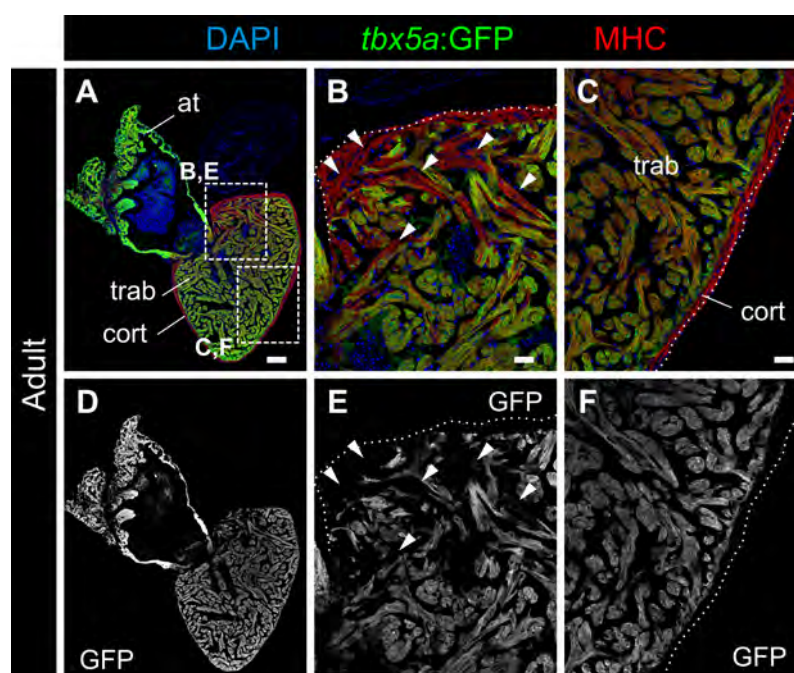 DAPI tbx5a:GFP MHC
Adult
A
at
B,E
trab
cort
C,F
B
C
trab
cort
D
GFP
E
GFP
F
GFP